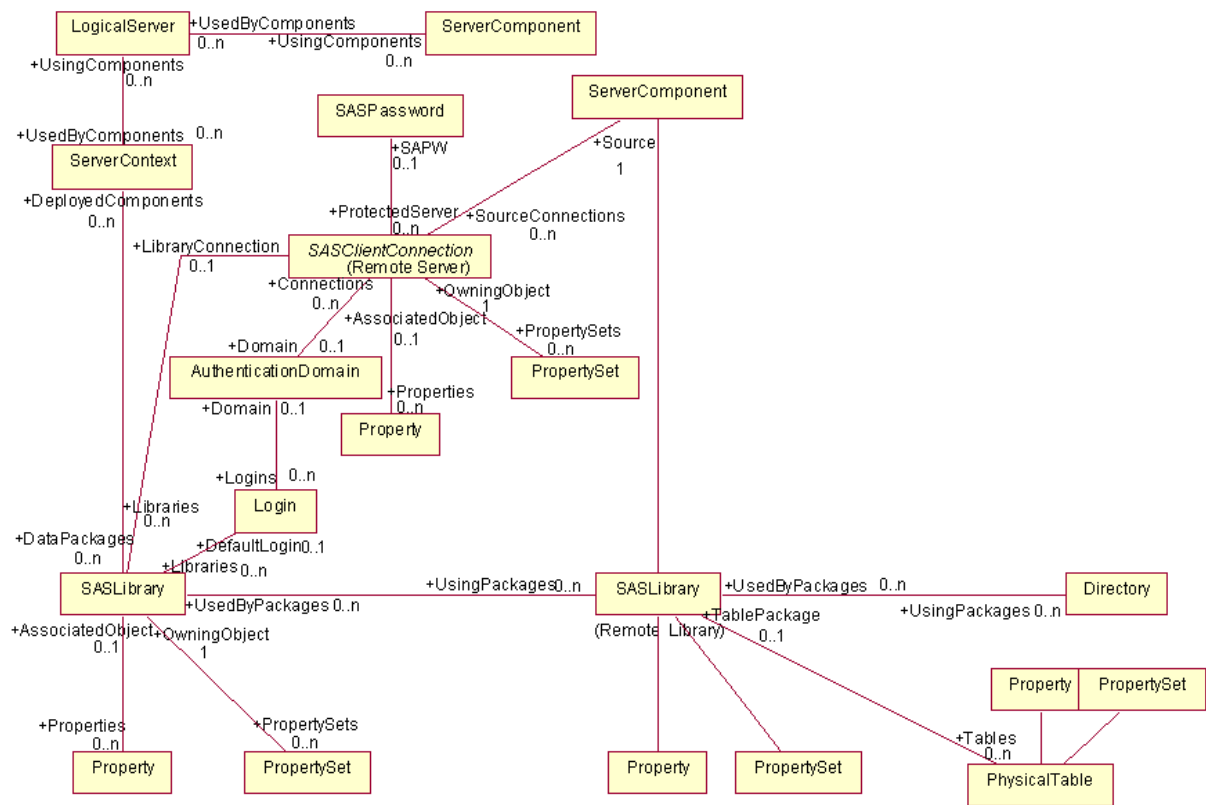 LogicalServer
+UsedByComponents
0..n
+UsingComponents
0..n
ServerComponent
+UsingComponents
0..n
ServerComponent
SASPassword
+UsedByComponents
0..n
+SAPW
0..1
+Source
1
ServerContext
+DeployedComponents
0..n
+ProtectedServer
0..n
+SourceConnections
0..n
+LibraryConnection
0..1
SASClientConnection
(Remote Server)
+Connections
0..n
+OwningObject
1
+AssociatedObject
0..1
+PropertySets
0..n
+Domain
0..1
AuthenticationDomain
PropertySet
+Domain
0..1
+Properties
0..n
Property
+Logins
0..n
Login
+Libraries
0..n
+DataPackages
0..n
+DefaultLogin
0..1
+Libraries
0..n
SASLibrary
+UsedByPackages
0..n
+UsingPackages
0..n
SASLibrary
(Remote Library)
+UsedByPackages
0..n
+UsingPackages
0..n
Directory
+AssociatedObject
0..1
+OwningObject
1
+TablePackage
0..1
Property
PropertySet
+Properties
0..n
+PropertySets
0..n
+Tables
0..n
Property
PropertySet
Property
PropertySet
PhysicalTable